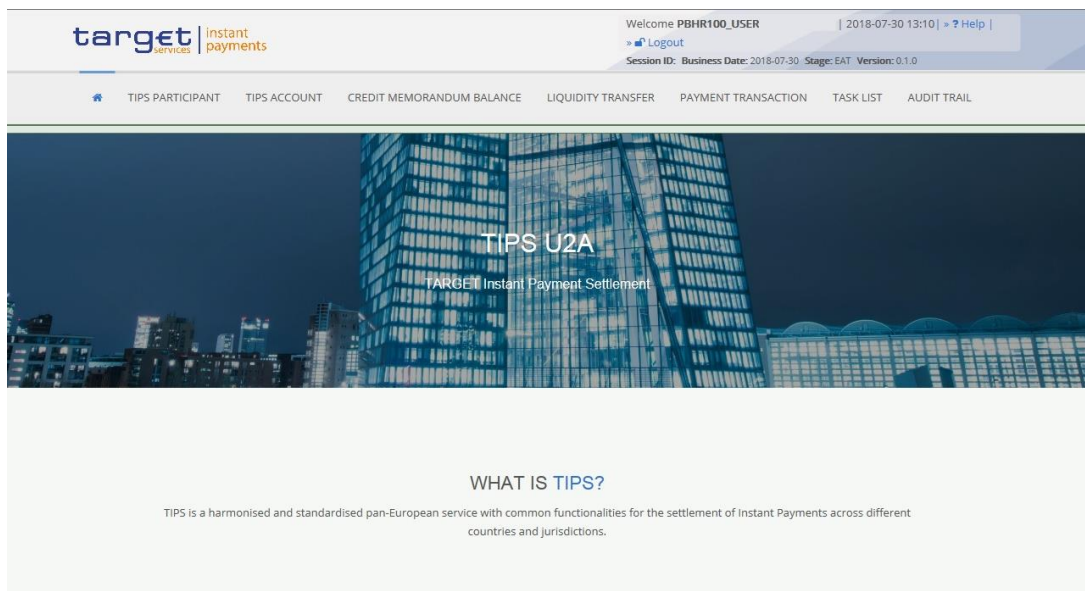 target services | instant payments
Welcome PBHR100_USER | 2018-07-30 13:10 | » ? Help |
» Logout
Session ID: Business Date: 2018-07-30 Stage: EAT Version: 0.1.0
TIPS PARTICIPANT TIPS ACCOUNT CREDIT MEMORANDUM BALANCE LIQUIDITY TRANSFER PAYMENT TRANSACTION TASK LIST AUDIT TRAIL
TIPS U2A
TARGET Instant Payment Settlement
WHAT IS TIPS?
TIPS is a harmonised and standardised pan-European service with common functionalities for the settlement of Instant Payments across different
countries and jurisdictions.